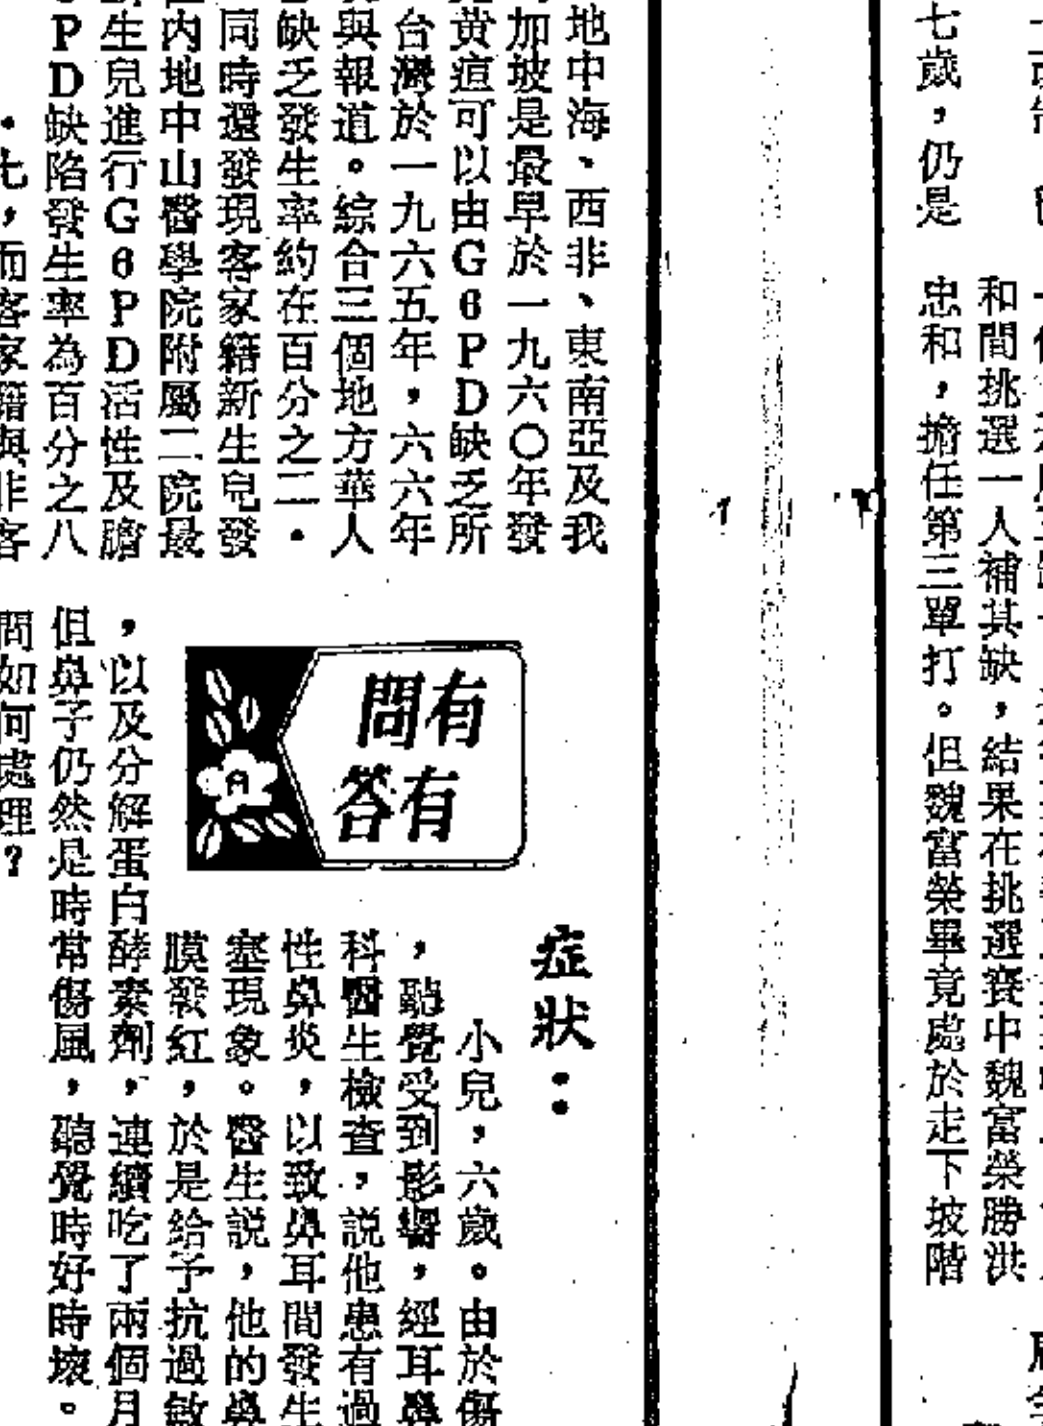 七歲，仍是
和間挑選一人補其缺，結果在挑選賽中魏富榮勝洪
忠和，擔任第三單打。但魏富榮畢竟處於走下坡階
地中海、西非、東南亞及我
加坡是最早於一九六〇年發
黄疸可以由G6PD缺乏所
台灣於一九六五年，六六年
與報道。綜合三個地方華人
缺乏發生率約在百分之二．
同時還發現客家籍新生兒發
內地中山醫學院附屬二院最
生兒進行G6PD活性及膽
PD缺陷發生率為百分之八
．七，而客家籍與非客
有問
有答
症狀：
小兒，六歲。由於傷
，聽覺受到影響，經耳鼻
科醫生檢查，説他患有過
性鼻炎，以致鼻耳間發生
塞現象。醫生説，他的鼻
膜發紅，於是給予抗過敏
，以及分解蛋白酵素劑，連續吃了兩個月
但鼻子仍然是時常傷風，聽覺時好時壞。
問如何處理？